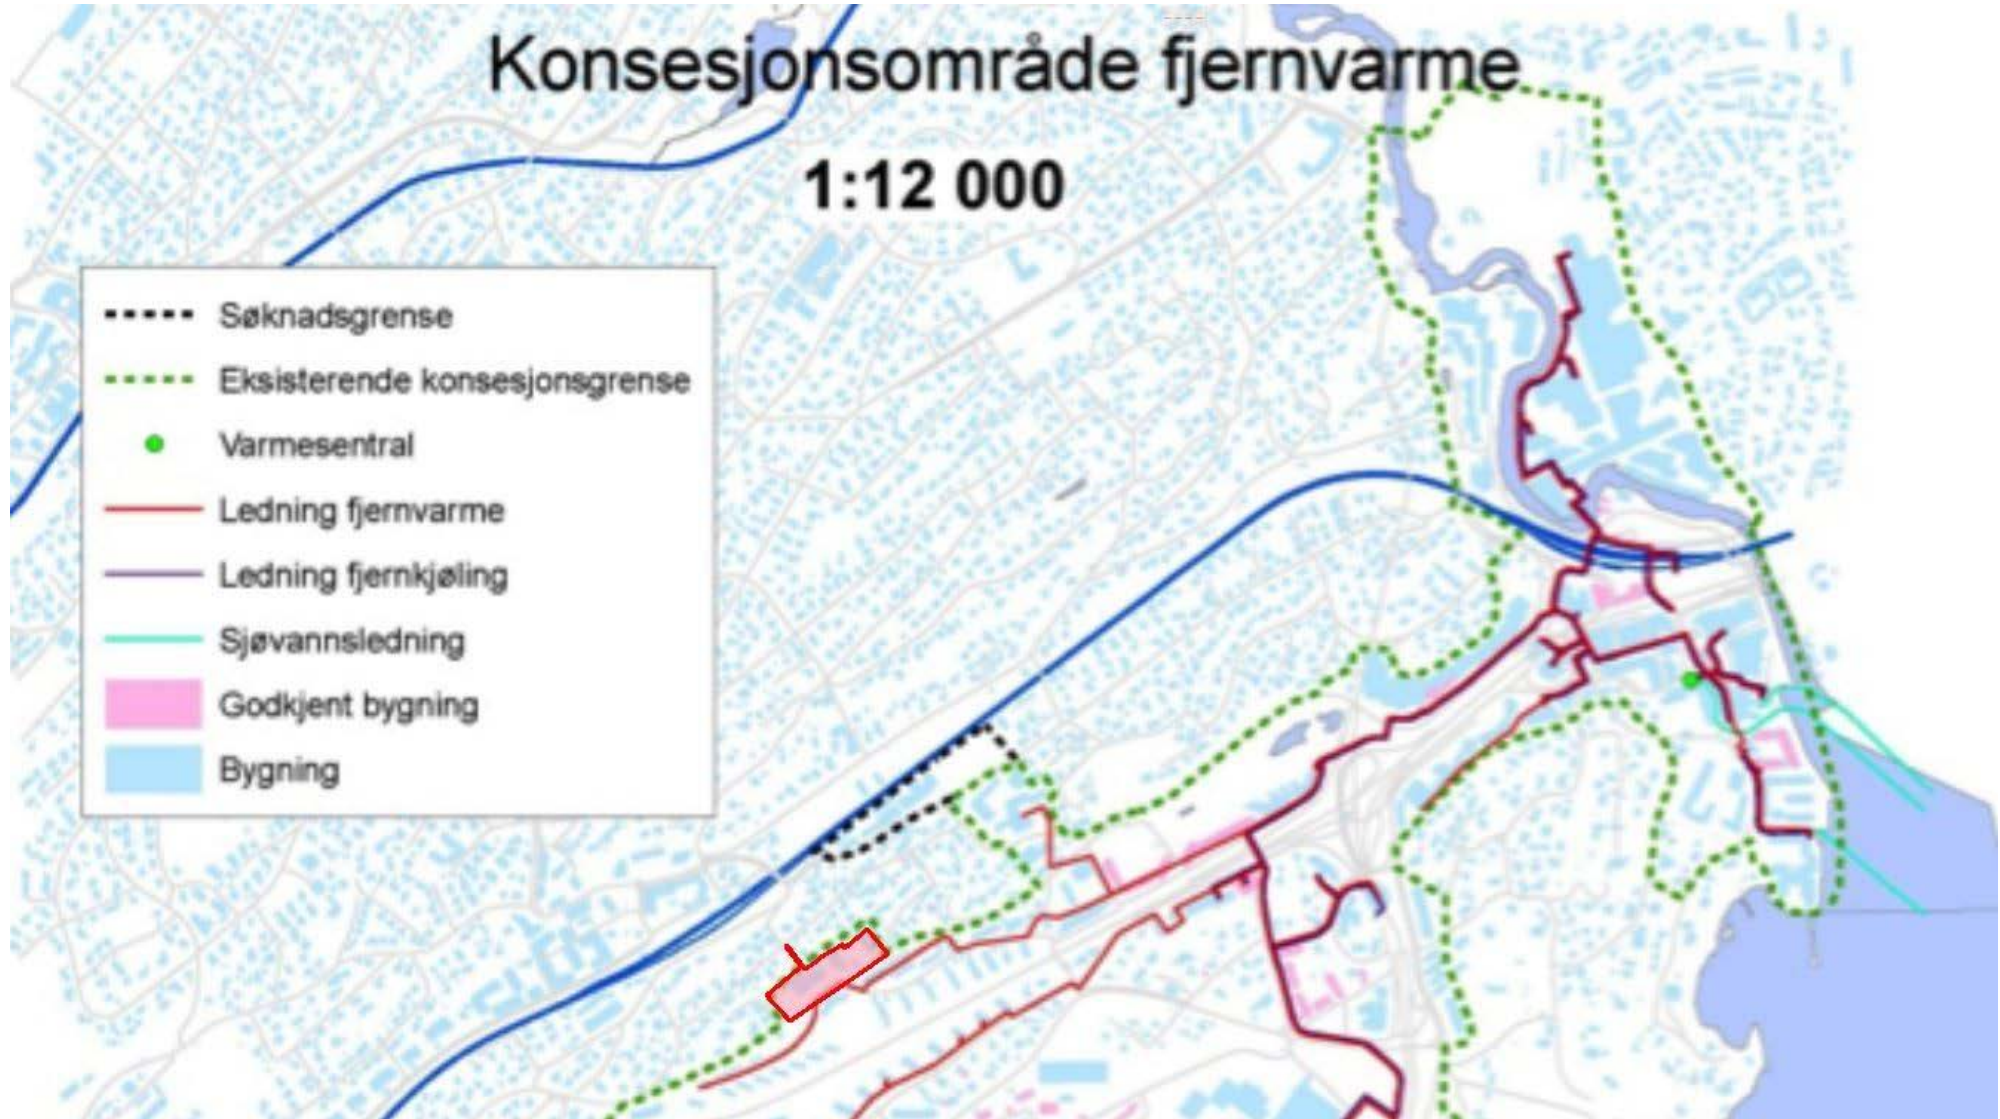 Konsesjonsområde fjernvarme
1:12 000
Søknadsgrense
Eksisterende konsesjonsgrense
Varmesentral
Ledning fjernvarme
Ledning fjernkjøling
Sjøvannsledning
Godkjent bygning
Bygning